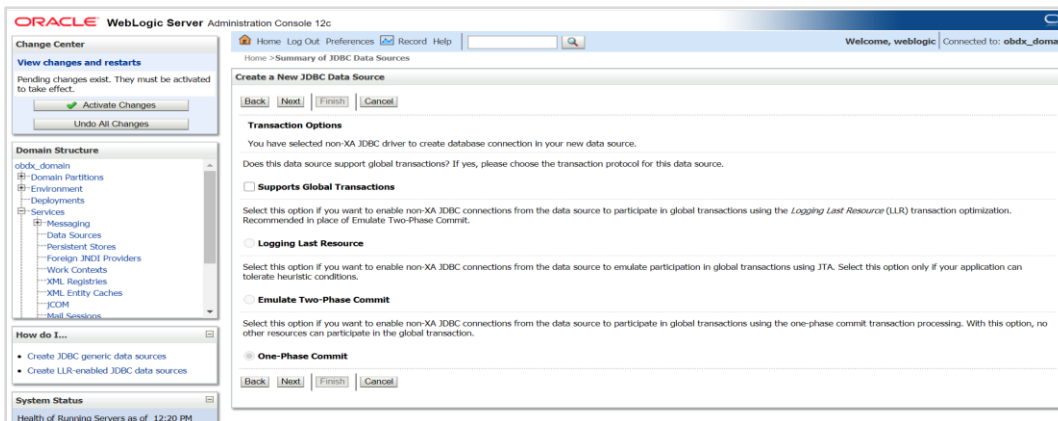 ORACLE WebLogic Server Administration Console 12c
Change Center
View changes and restarts
Pending changes exist. They must be activated
to take effect.
Activate Changes
Undo All Changes
Domain Structure
obdx_domain
Domain Partitions
Environment
Deployments
Services
Messaging
Data Sources
Persistent Stores
Foreign JNDI Providers
Work Contexts
XML Registries
XML Entity Caches
jCOM
Mail Sessions
How do I...
Create JDBC generic data sources
Create LLR-enabled JDBC data sources
System Status
Health of Running Servers as of 12:20 PM
Home Log Out Preferences Record Help
Welcome, weblogic Connected to: obdx_doma
Home >Summary of JDBC Data Sources
Create a New JDBC Data Source
Back Next Finish Cancel
Transaction Options
You have selected non-XA JDBC driver to create database connection in your new data source.
Does this data source support global transactions? If yes, please choose the transaction protocol for this data source.
Supports Global Transactions
Select this option if you want to enable non-XA JDBC connections from the data source to participate in global transactions using the Logging Last Resource (LLR) transaction optimization.
Recommended in place of Emulate Two-Phase Commit.
Logging Last Resource
Select this option if you want to enable non-XA JDBC connections from the data source to emulate participation in global transactions using JTA. Select this option only if your application can
tolerate heuristic conditions.
Emulate Two-Phase Commit
Select this option if you want to enable non-XA JDBC connections from the data source to participate in global transactions using the one-phase commit transaction processing. With this option, no
other resources can participate in the global transaction.
One-Phase Commit
Back Next Finish Cancel